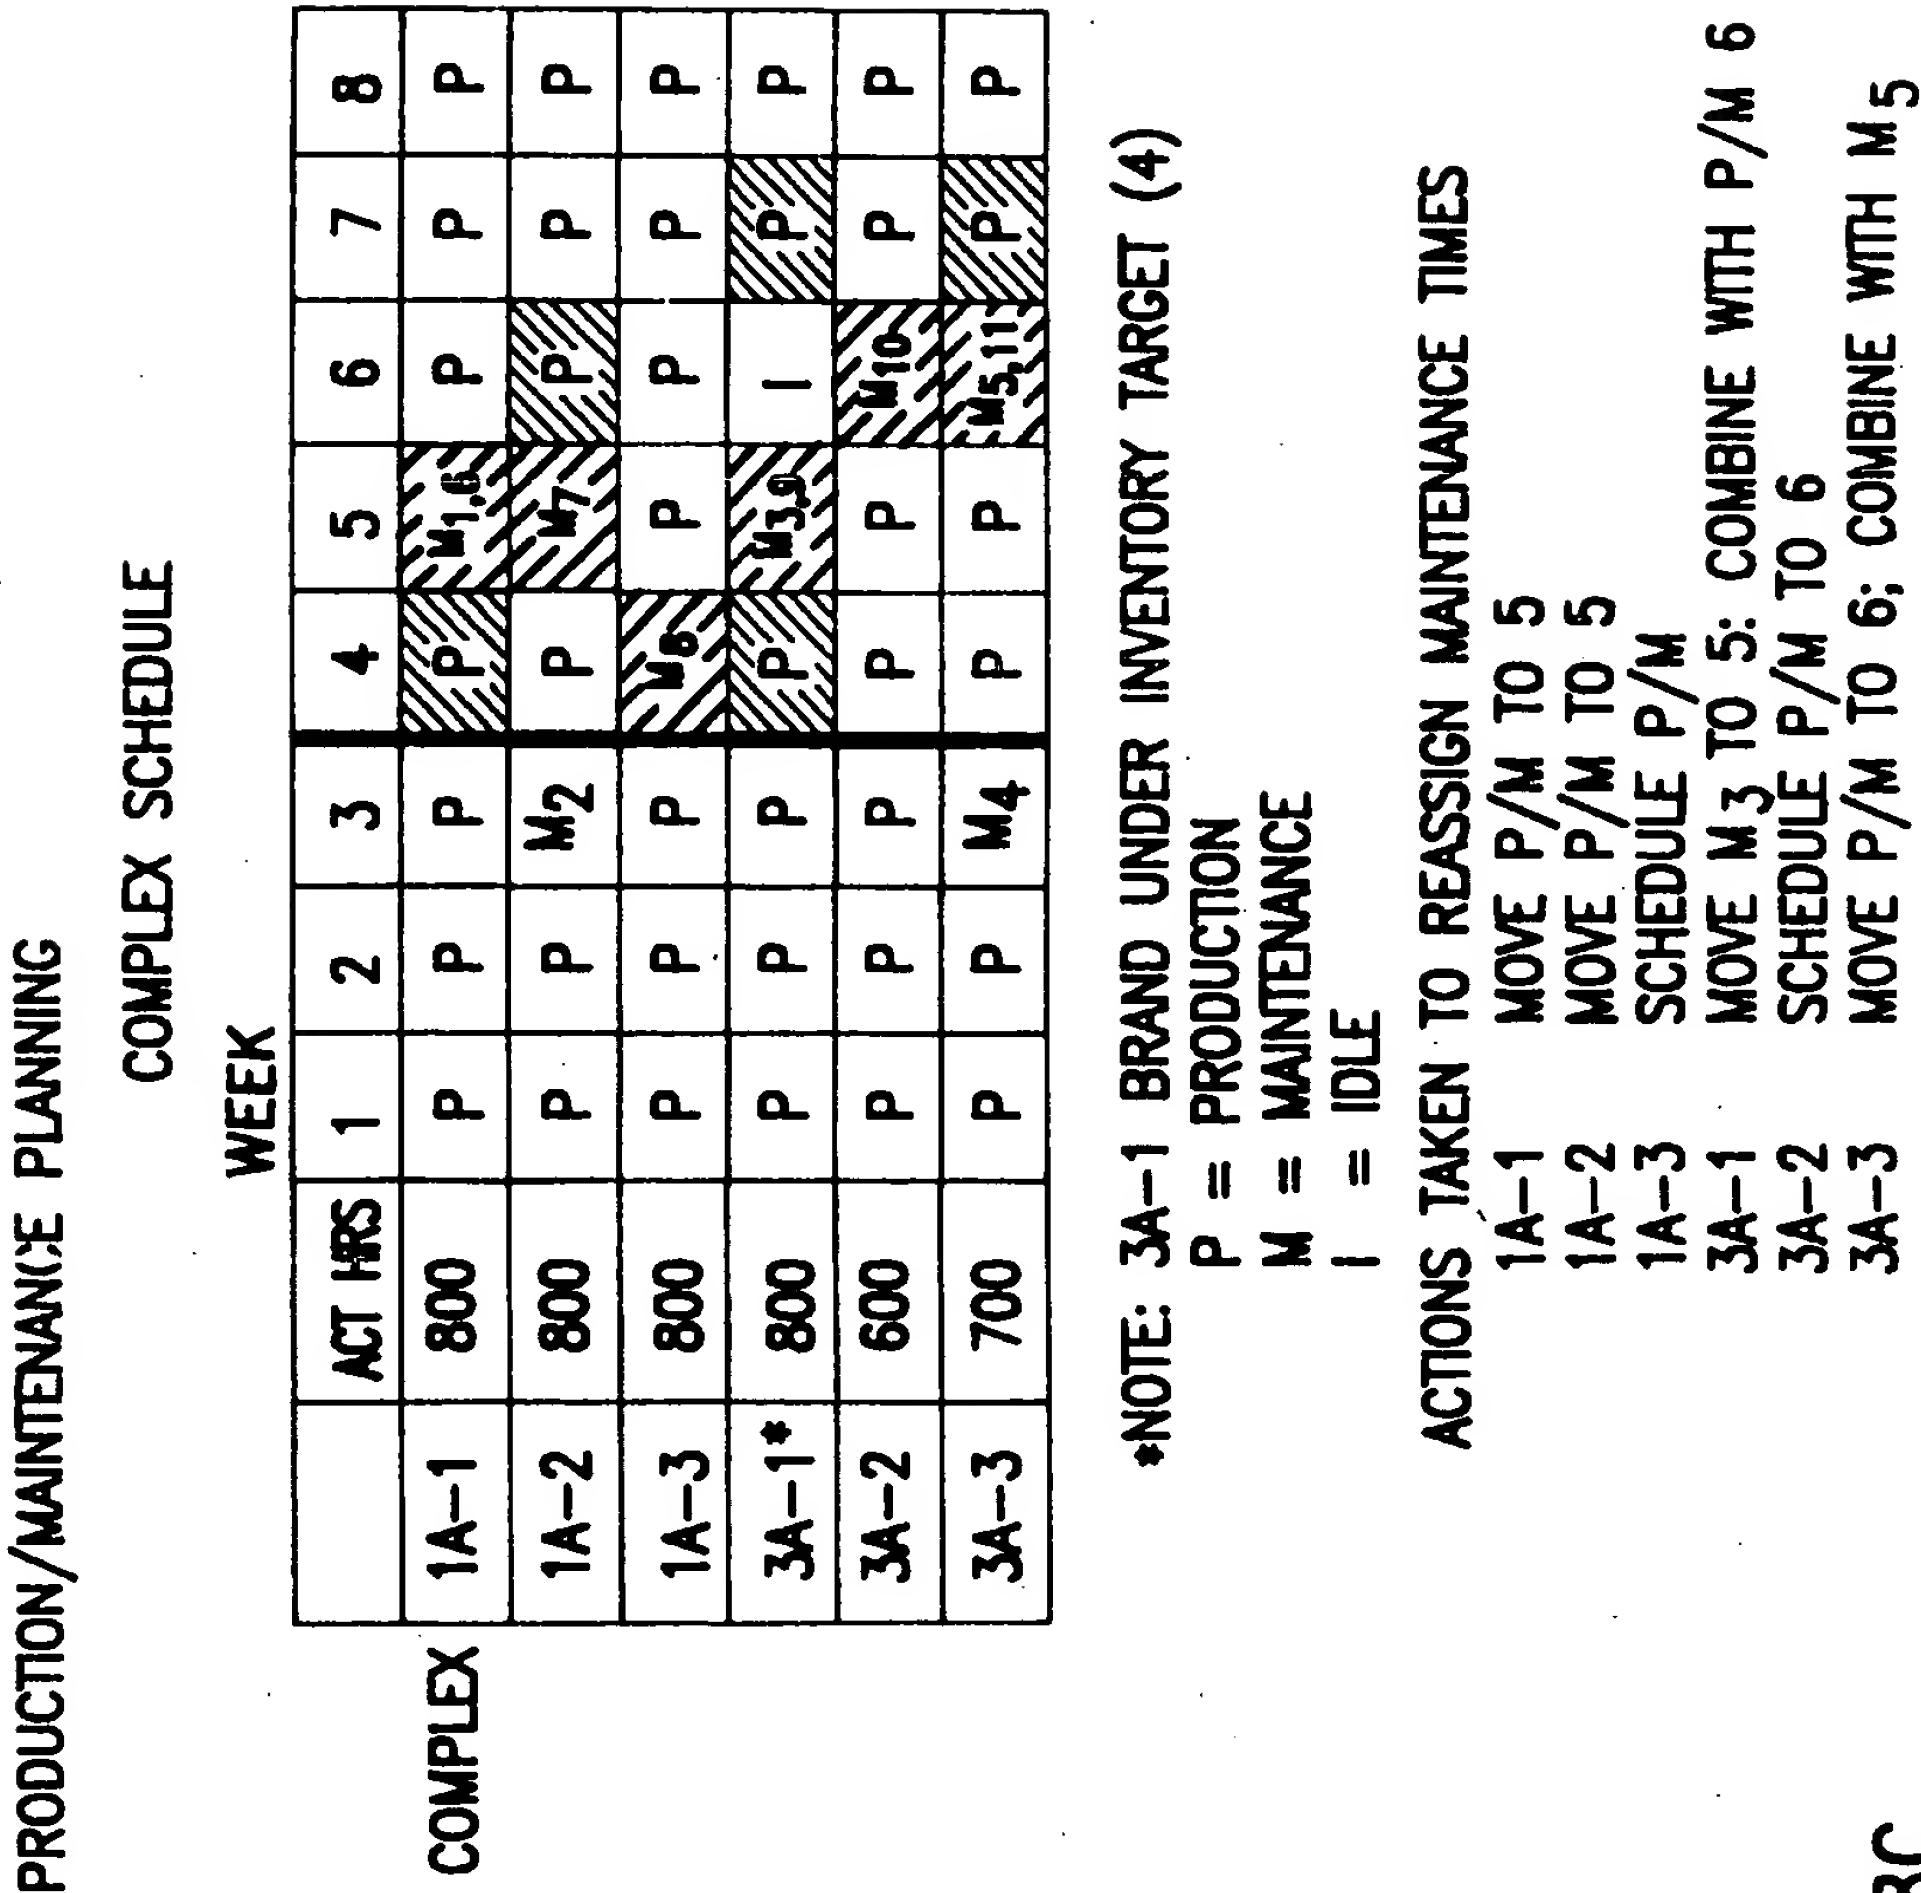 PRODUCTION/MAINTENANCE PLANNING
COMPLEX SCHEDULE
WEEK
ACT HRS 1 2 3 4 5 6 7 8
COMPLEX 1A-1 800 P P P P M1,6 P P P
1A-2 800 P P M2 P M7 P P P
1A-3 800 P P P M8 P P P P
3A-1* 800 P P P P M3,9 I P P
3A-2 600 P P P P P M10 P P
3A-3 700 P P M4 P P M5,11 P P
*NOTE: 3A-1 BRAND UNDER INVENTORY TARGET (4)
P = PRODUCTION
M = MAINTENANCE
I = IDLE
ACTIONS TAKEN TO REASSIGN MAINTENANCE TIMES
1A-1 MOVE P/M TO 5
1A-2 MOVE P/M TO 5
1A-3 SCHEDULE P/M
3A-1 MOVE M3 TO 5: COMBINE WITH P/M 6
3A-2 SCHEDULE P/M TO 6
3A-3 MOVE P/M TO 6; COMBINE WITH M5